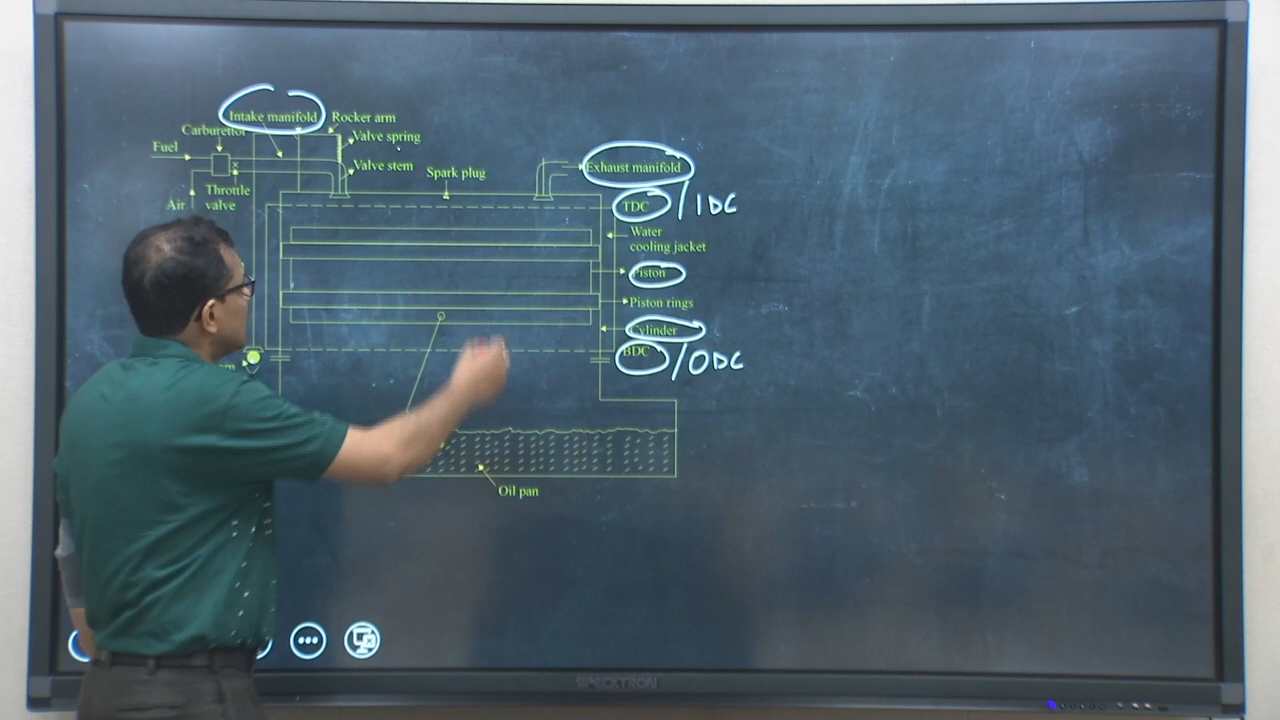 Intake manifold
Rocker arm
Carburettor
Valve spring
Fuel
Valve stem
Spark plug
Exhaust manifold
Throttle
valve
Air
TDC / IDC
Water
cooling jacket
Piston
Piston rings
Cylinder
BDC / ODC
Oil pan
SPECKTRON